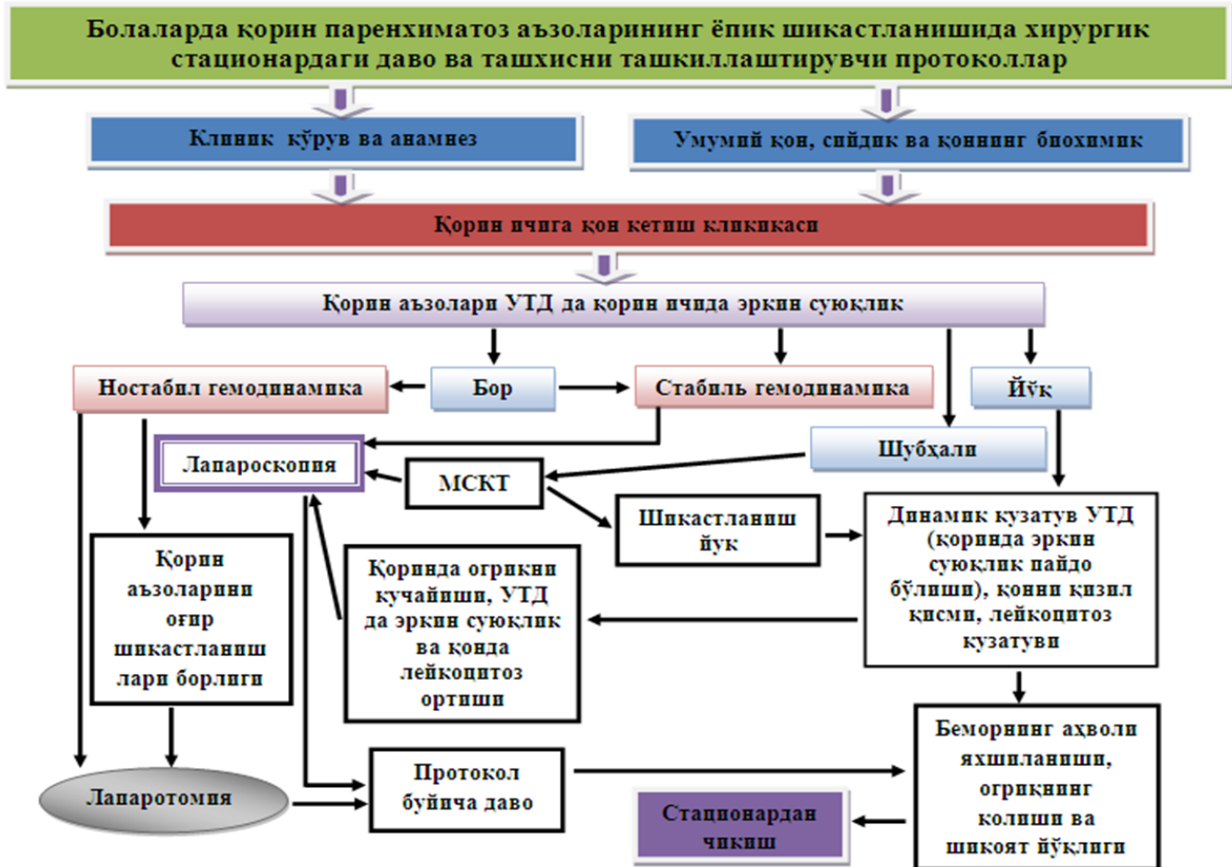 Болаларда қорин паренхиматоз аъзоларининг ёпиқ шикастланишида хирургик
стационардаги даво ва ташхисни ташкиллаштирувчи протоколлар
Клиник кўрув ва анамнез
Умумий қон, сийдик ва қоннинг биохимик
Қорин ичига қон кетиш кликикаси
Қорин аъзолари УТД да қорин ичида эркин суюқлик
Ностабил гемодинамика
Бор
Стабиль гемодинамика
Йўқ
Шубҳали
Лапароскопия
МСКТ
Шикастланиш
йук
Динамик кузатув УТД
(қоринда эркин
суюқлик пайдо
бўлиши), қонни қизил
қисми, лейкоцитоз
кузатуви
Қорин
аъзоларини
оғир
шикастланиш
лари борлиги
Қоринда огрикни
кучайиши, УТД
да эркин суюқлик
ва қонда
лейкоцитоз
ортиши
Беморнинг аҳволи
яхшиланиши,
огриқнинг
қолиши ва
шикоят йўқлиги
Лапаротомия
Протокол
буйича даво
Стационардан
чикиш